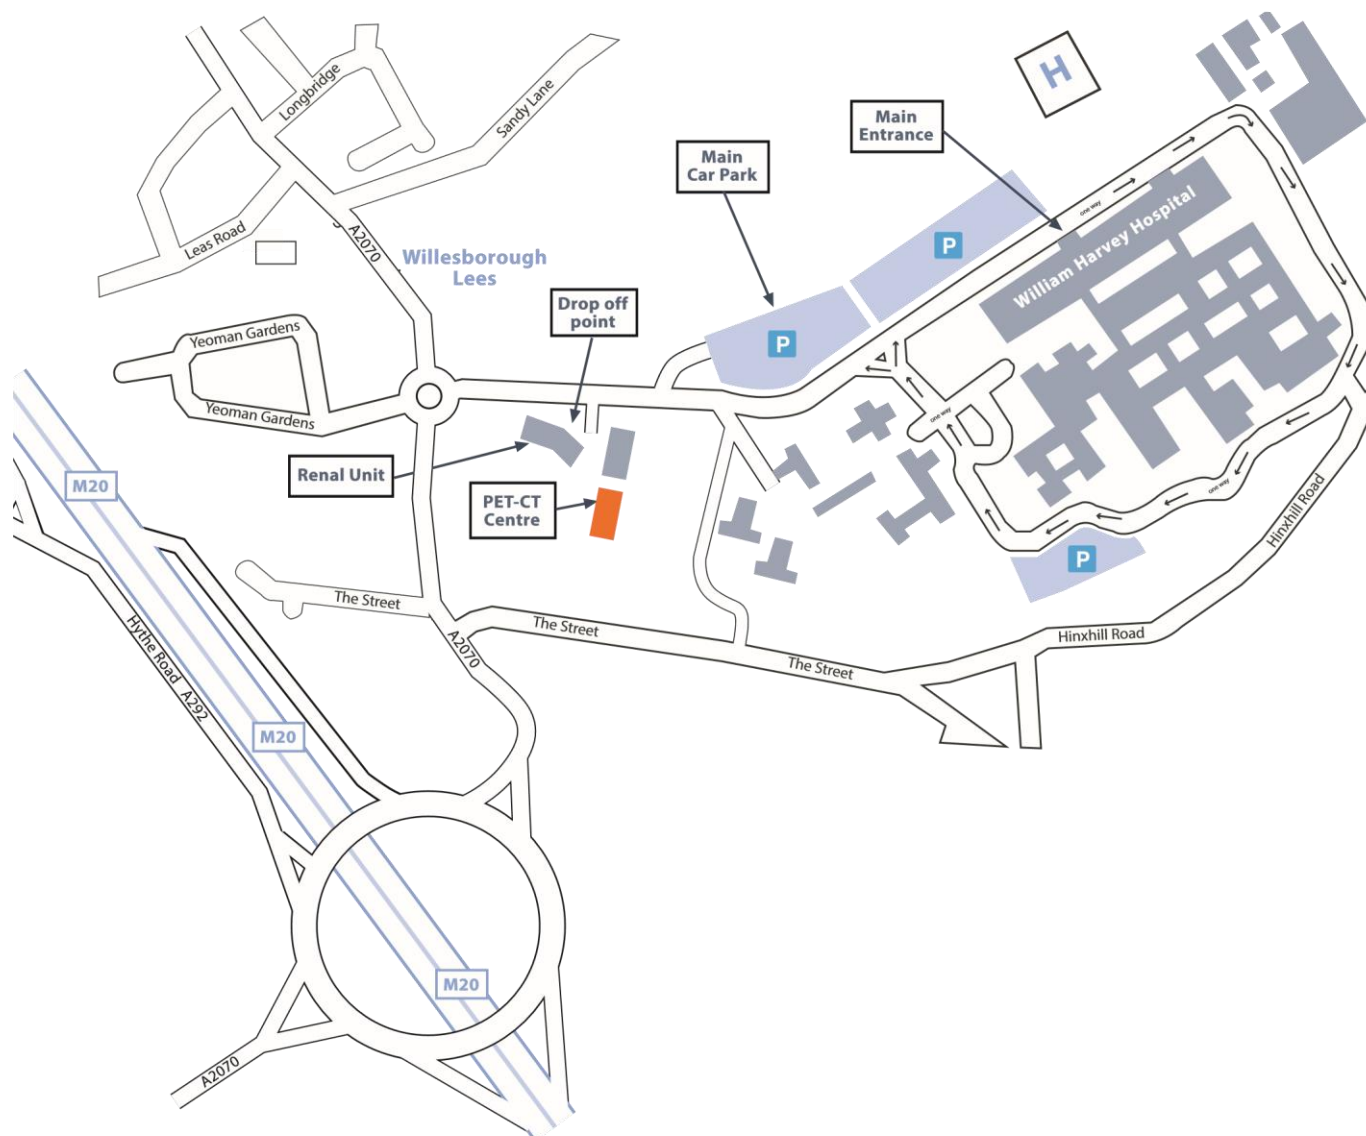 H
Longbridge
Sandy Lane
Main
Entrance
Main
Car Park
one way
Leas Road
A2070
William Harvey Hospital
Willesborough
Lees
P
Drop off
point
Yeoman Gardens
P
Yeoman Gardens
one way
Renal Unit
M20
PET-CT
Centre
one way
Hinxhill Road
P
The Street
The Street
Hinxhill Road
A2070
The Street
Hythe Road A292
M20
M20
A2070